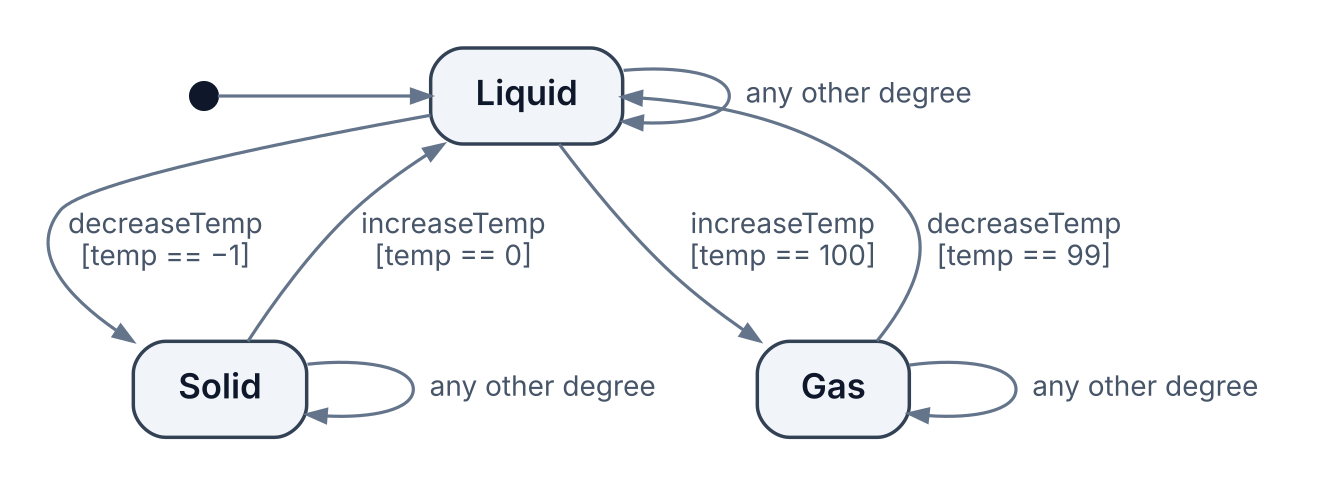 Liquid
any other degree
decreaseTemp
[temp == −1]
increaseTemp
[temp == 0]
increaseTemp
[temp == 100]
decreaseTemp
[temp == 99]
Solid
any other degree
Gas
any other degree